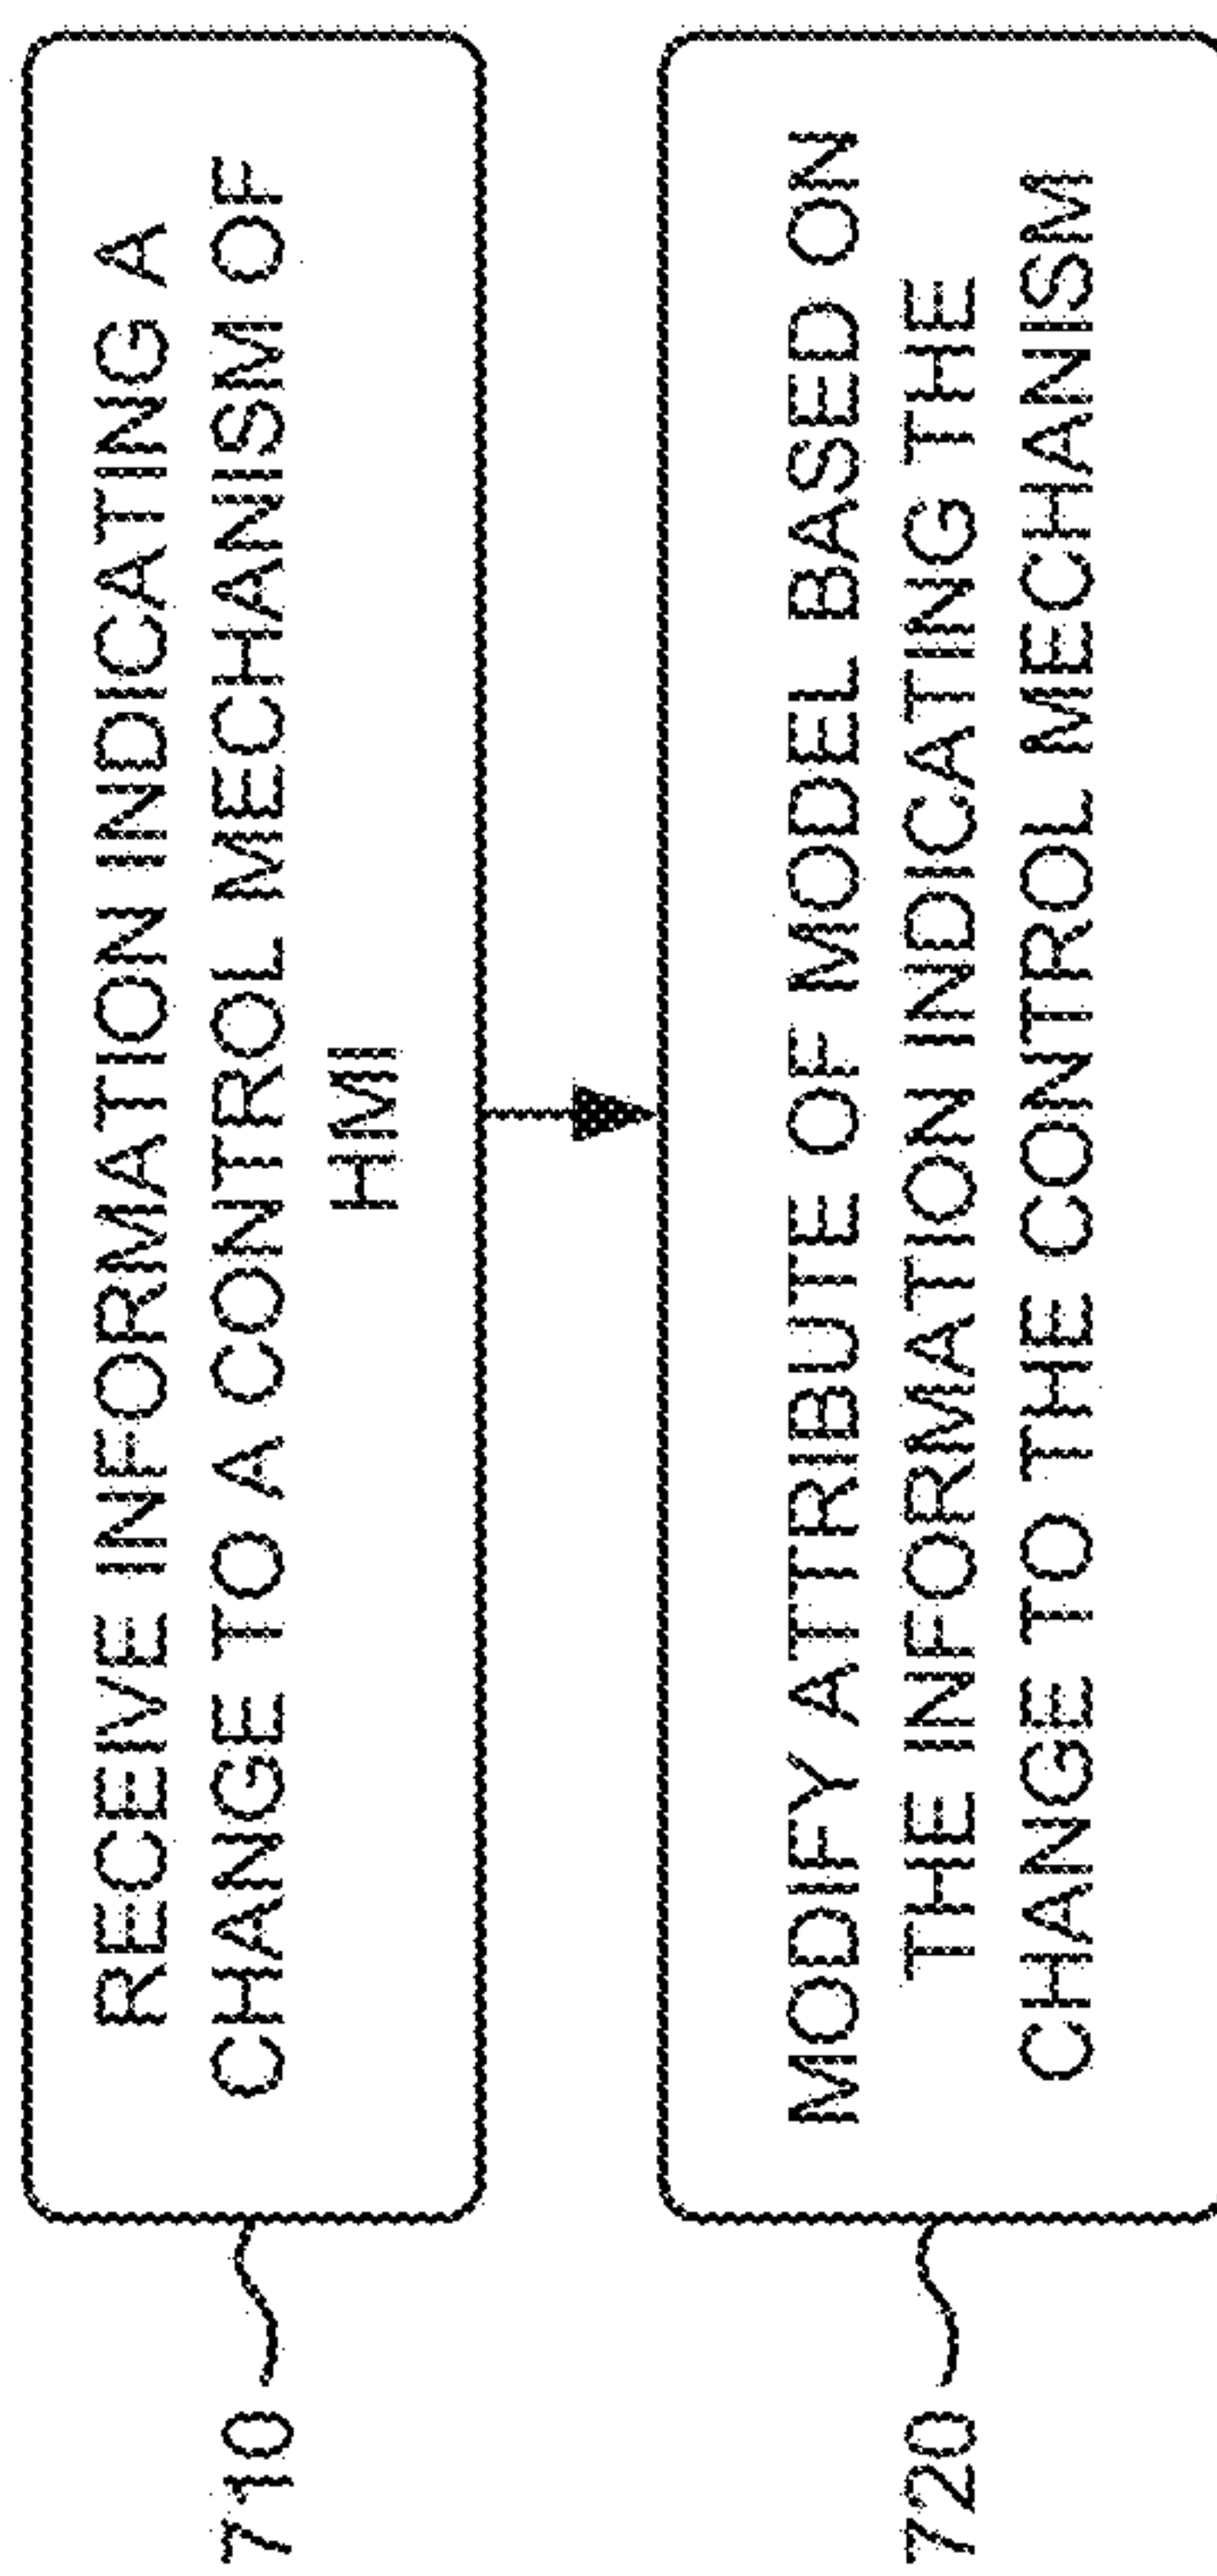 710
RECEIVE INFORMATION INDICATING A
CHANGE TO A CONTROL MECHANISM OF
HMI
720
MODIFY ATTRIBUTE OF MODEL BASED ON
THE INFORMATION INDICATING THE
CHANGE TO THE CONTROL MECHANISM